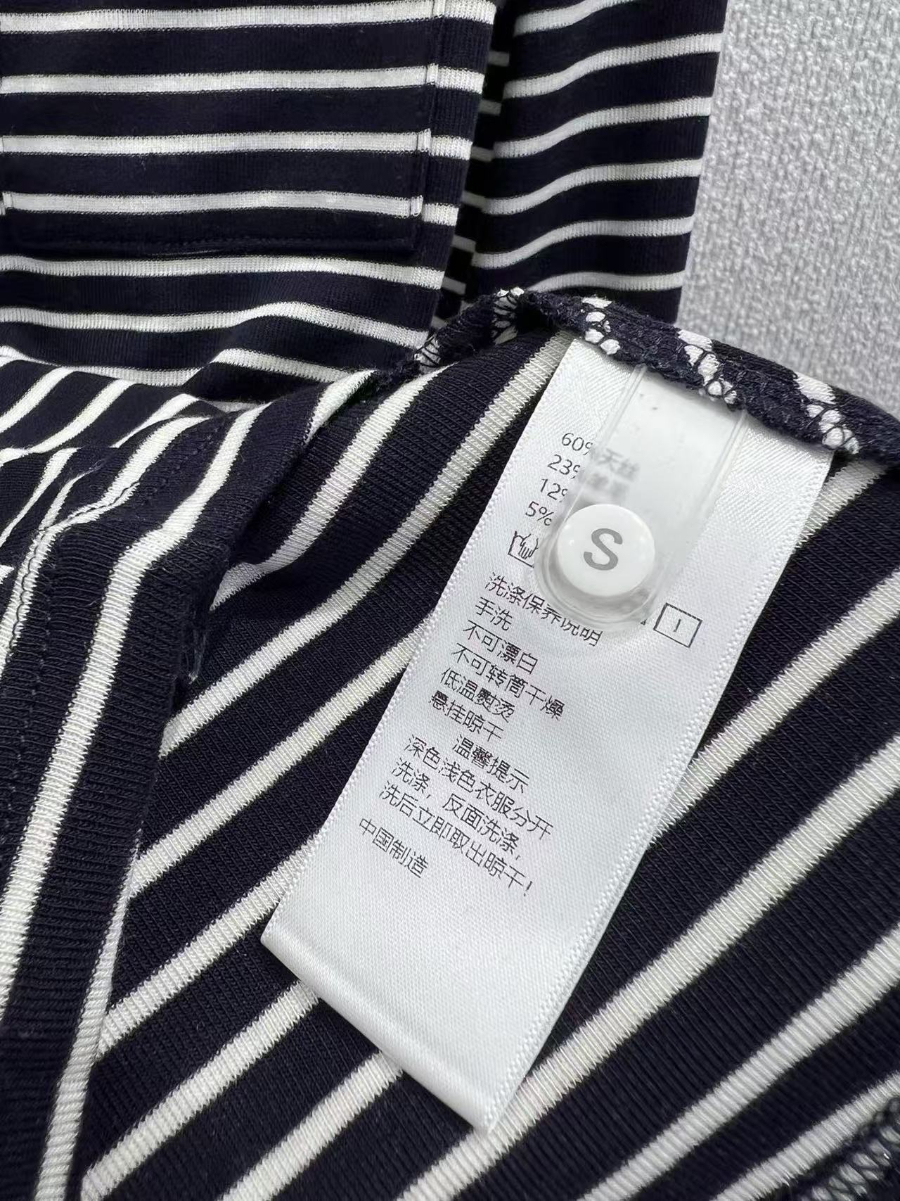 60%
23%
12%
5%
S
洗涤保养说明
手洗
不可漂白
不可转筒干燥
低温熨烫
悬挂晾干
温馨提示
深色浅色衣服分开
洗涤，反面洗涤，
洗后立即取出晾干！
中国制造